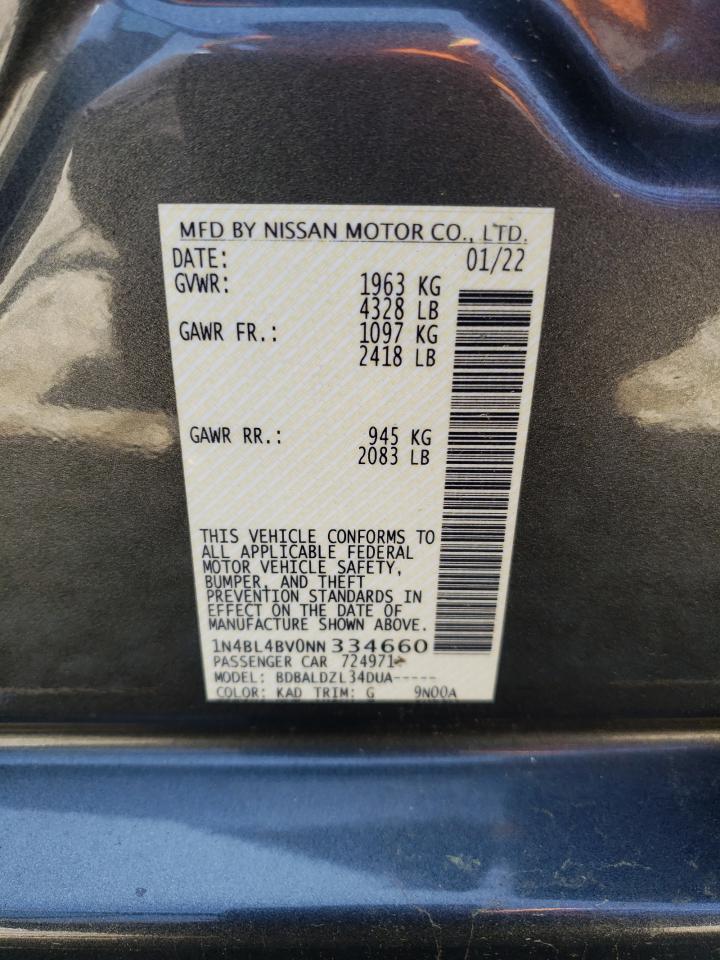 MFD BY NISSAN MOTOR CO., LTD.
DATE: 01/22
GVWR: 1963 KG
4328 LB
GAWR FR.: 1097 KG
2418 LB
GAWR RR.: 945 KG
2083 LB
THIS VEHICLE CONFORMS TO
ALL APPLICABLE FEDERAL
MOTOR VEHICLE SAFETY,
BUMPER, AND THEFT
PREVENTION STANDARDS IN
EFFECT ON THE DATE OF
MANUFACTURE SHOWN ABOVE.
1N4BL4BV0NN334660
PASSENGER CAR 724971
MODEL: BDBALDZL34DUA-----
COLOR: KAD TRIM: G 9N00A